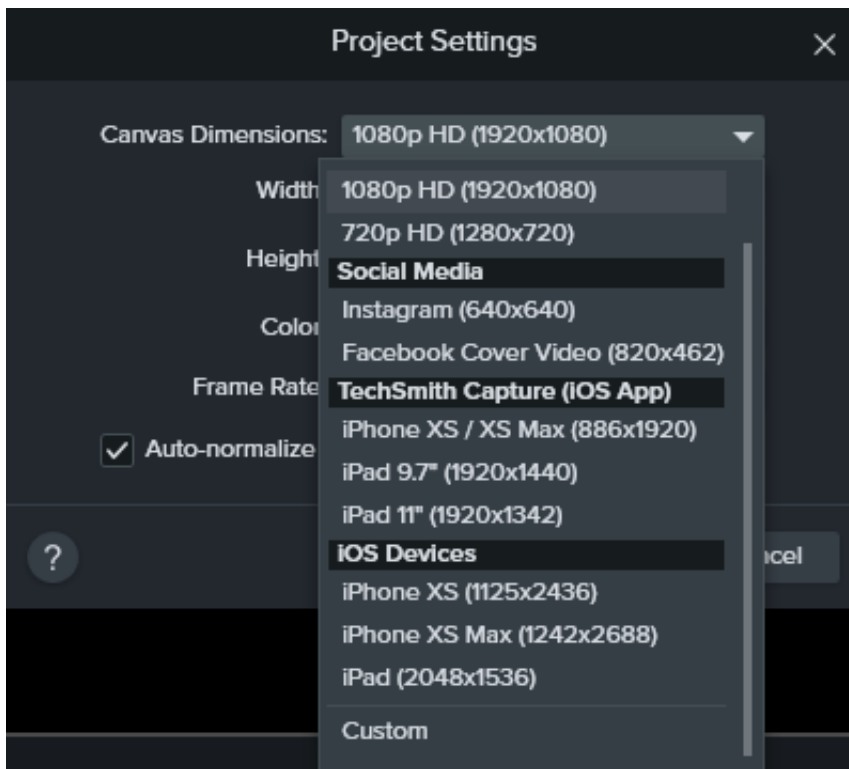 Project Settings
Canvas Dimensions: 1080p HD (1920x1080)
Width
1080p HD (1920x1080)
720p HD (1280x720)
Height
Social Media
Instagram (640x640)
Color
Facebook Cover Video (820x462)
Frame Rate
TechSmith Capture (iOS App)
iPhone XS / XS Max (886x1920)
Auto-normalize
iPad 9.7" (1920x1440)
iPad 11" (1920x1342)
iOS Devices
?
ncel
iPhone XS (1125x2436)
iPhone XS Max (1242x2688)
iPad (2048x1536)
Custom